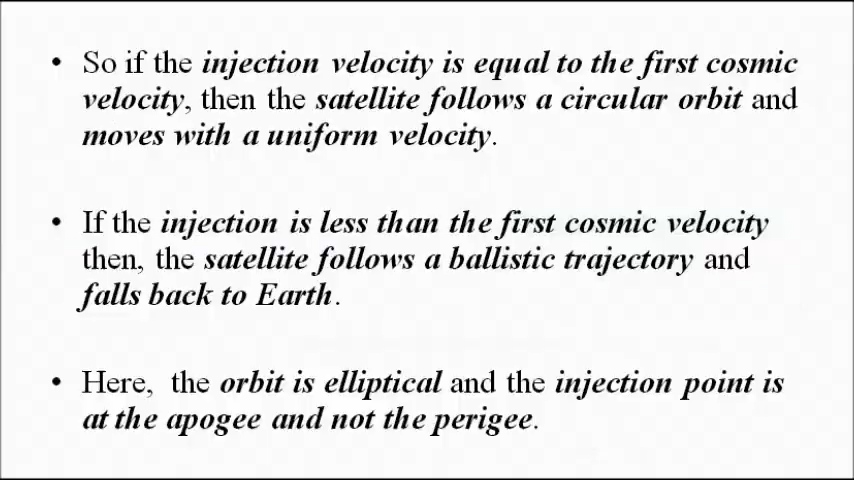 • So if the injection velocity is equal to the first cosmic
velocity, then the satellite follows a circular orbit and
moves with a uniform velocity.
• If the injection is less than the first cosmic velocity
then, the satellite follows a ballistic trajectory and
falls back to Earth.
• Here, the orbit is elliptical and the injection point is
at the apogee and not the perigee.